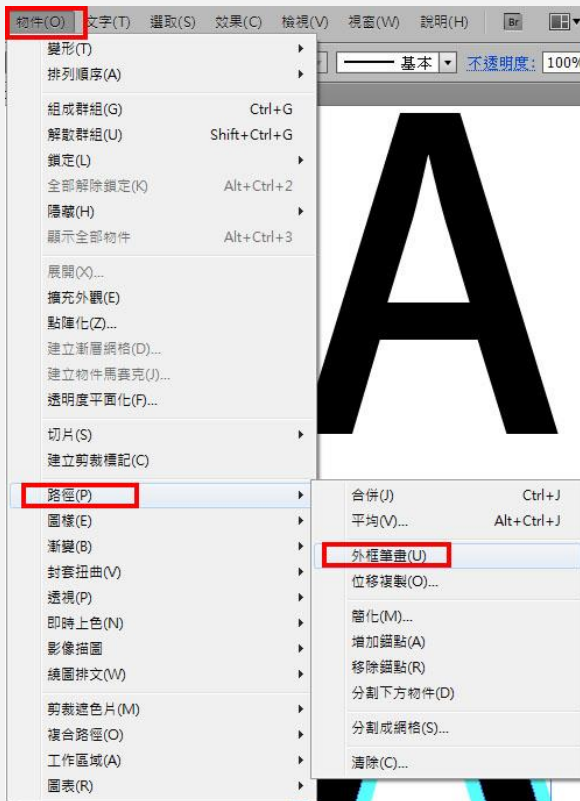 物件(O) 文字(T) 選取(S) 效果(C) 檢視(V) 視窗(W) 說明(H) Br
基本 不透明度: 100%
變形(T)
排列順序(A)
組成群組(G) Ctrl+G
解散群組(U) Shift+Ctrl+G
鎖定(L)
全部解除鎖定(K) Alt+Ctrl+2
隱藏(H)
顯示全部物件 Alt+Ctrl+3
展開(X)...
擴充外觀(E)
點陣化(Z)...
建立漸層網格(D)...
建立物件馬賽克(J)...
透明度平面化(F)...
切片(S)
建立剪裁標記(C)
路徑(P)
圖樣(E)
漸變(B)
封套扭曲(V)
透視(P)
即時上色(N)
影像描圖
繞圖排文(W)
剪裁遮色片(M)
複合路徑(O)
工作區域(A)
圖表(R)
合併(J) Ctrl+J
平均(V)... Alt+Ctrl+J
外框筆畫(U)
位移複製(O)...
簡化(M)...
增加錨點(A)
移除錨點(R)
分割下方物件(D)
分割成網格(S)...
清除(C)...
A